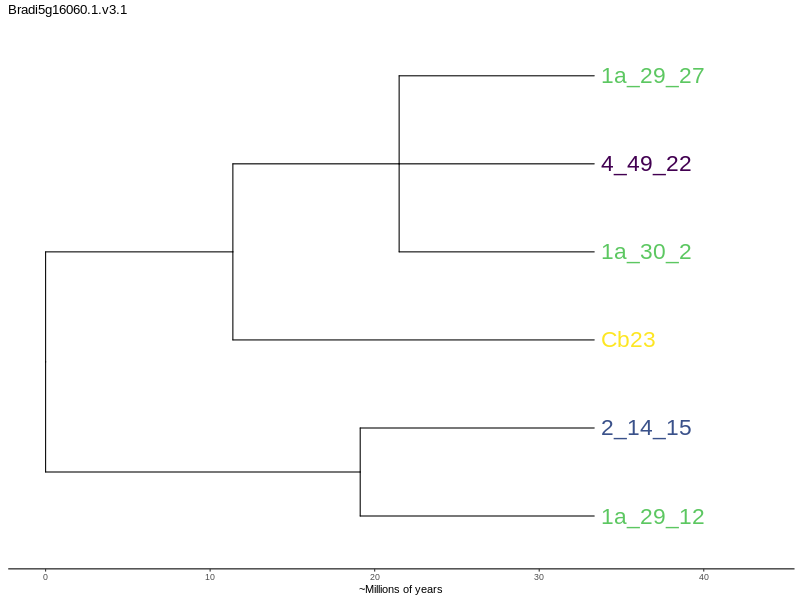 Bradi5g16060.1.v3.1
1a_29_27
4_49_22
1a_30_2
Cb23
2_14_15
1a_29_12
0 10 20 30 40
~Millions of years